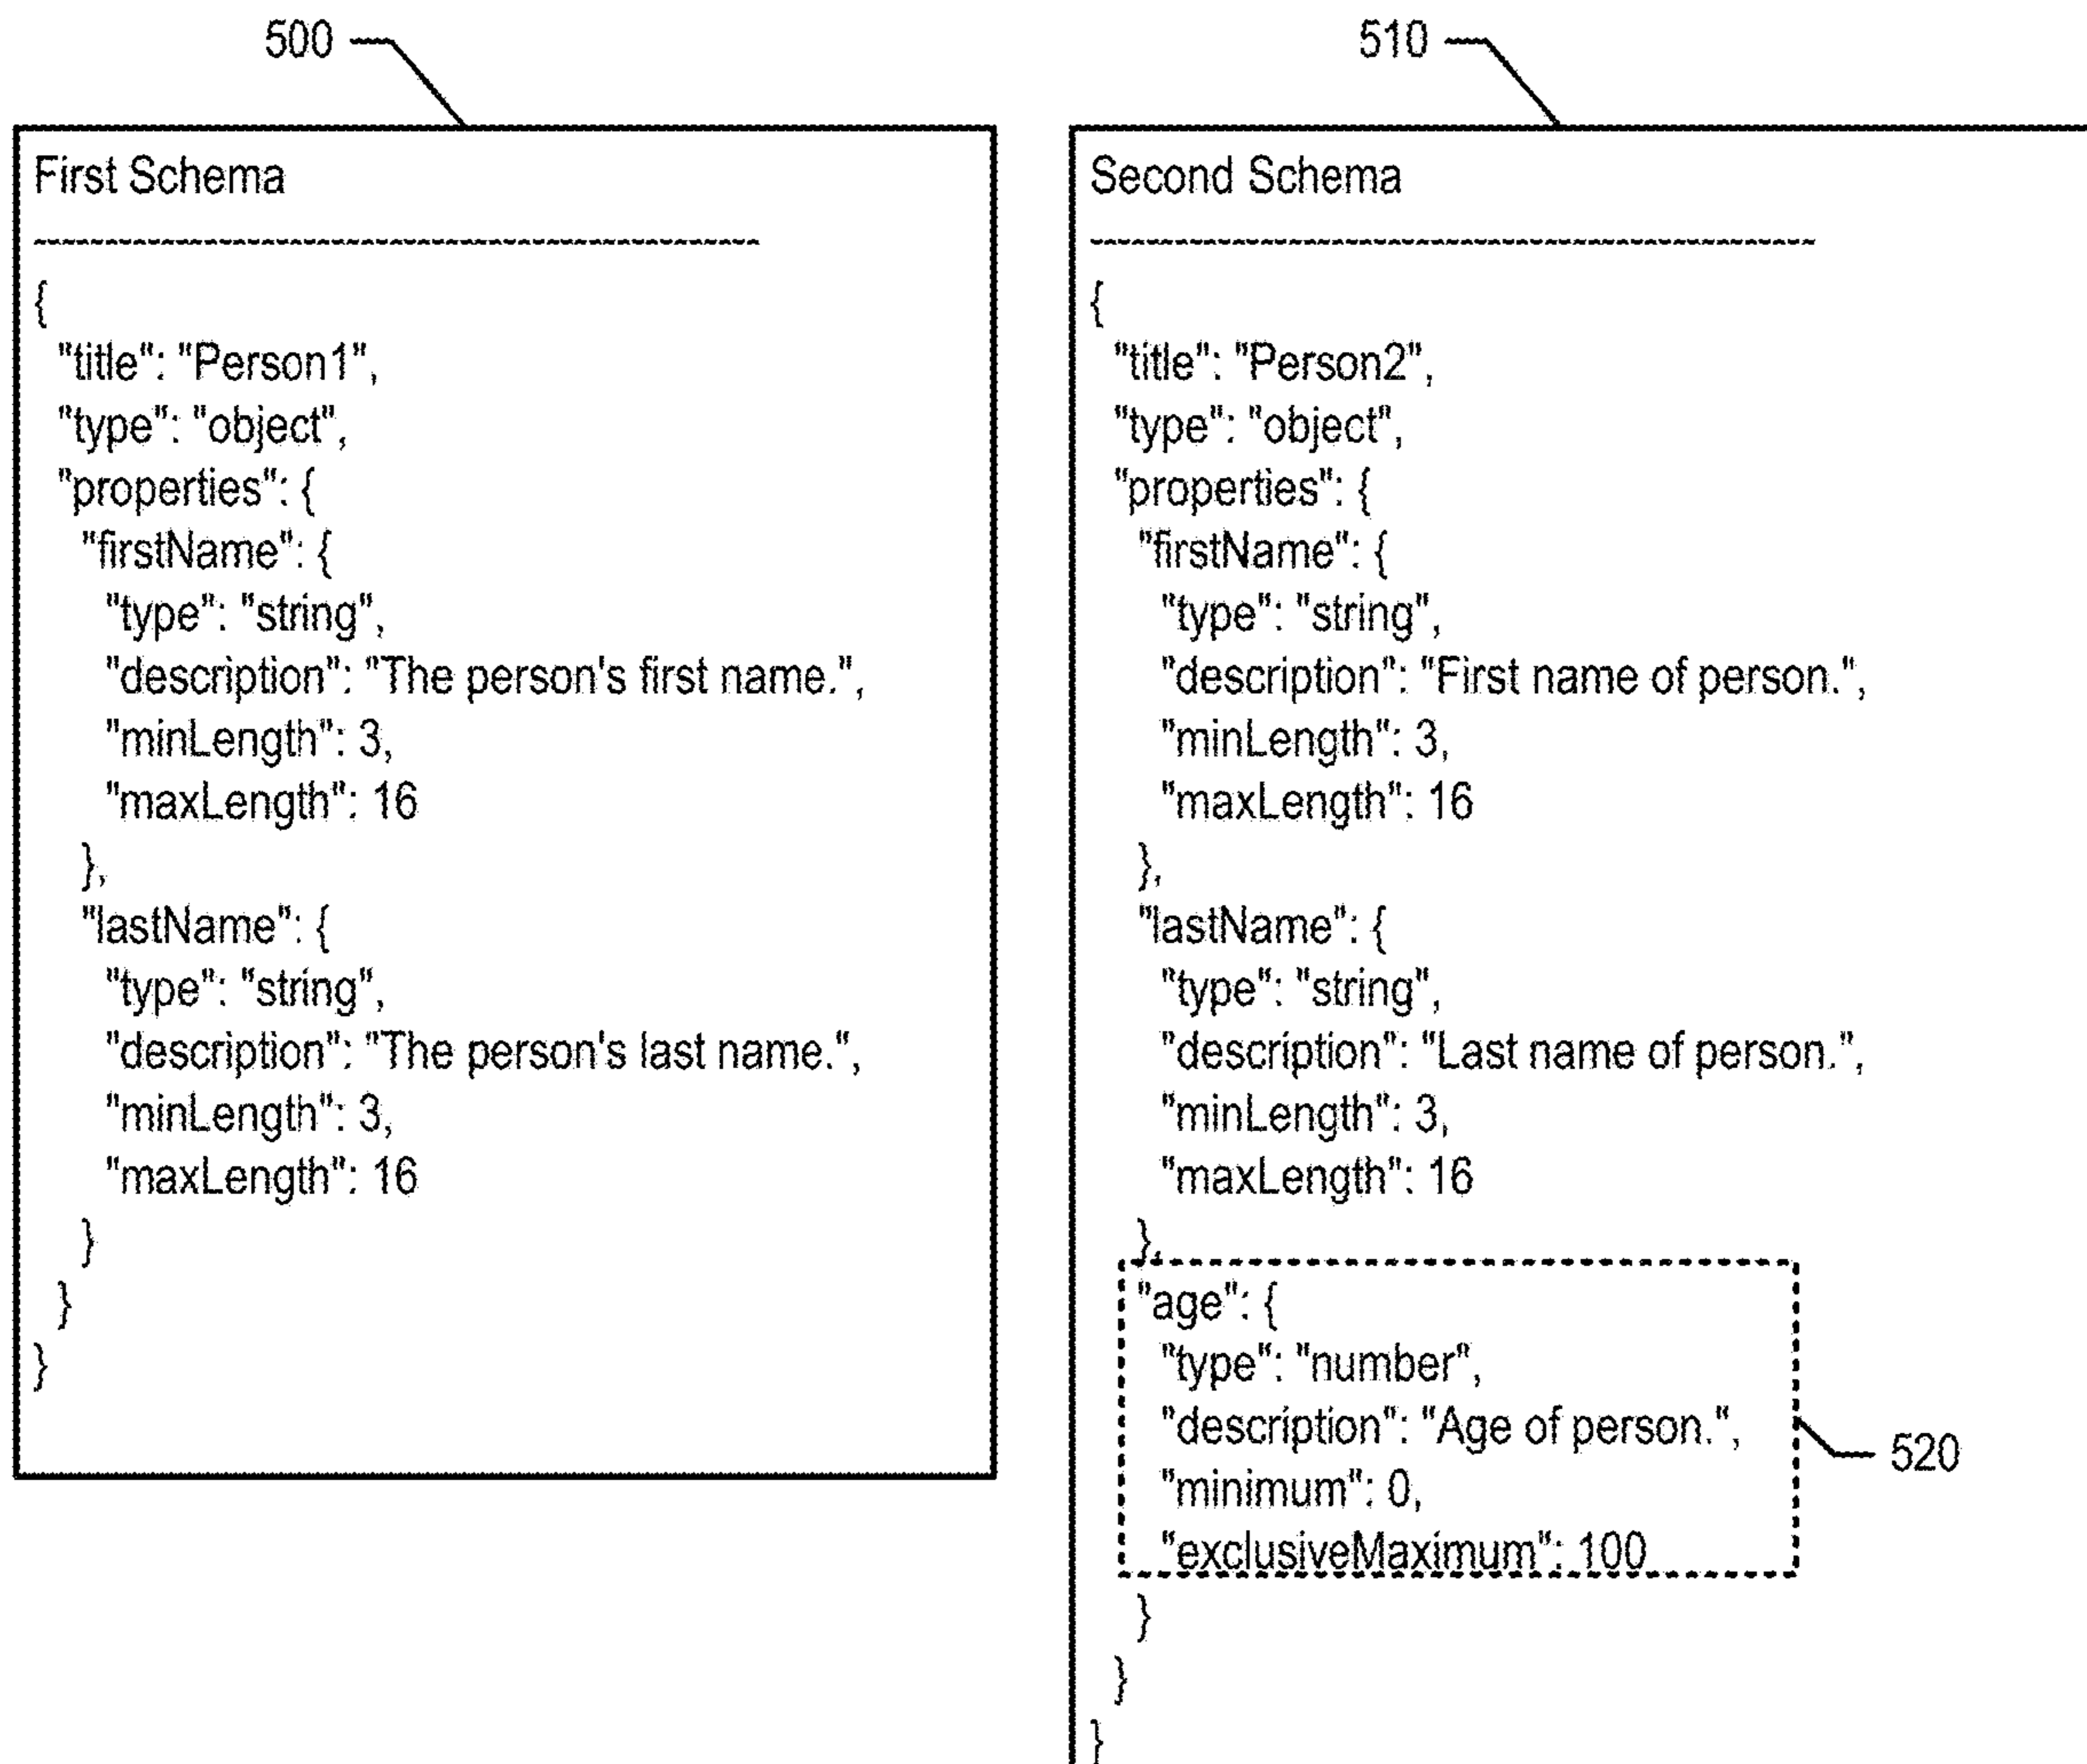 500
First Schema
--------------------------------------------------
{
"title": "Person1",
"type": "object",
"properties": {
"firstName": {
"type": "string",
"description": "The person's first name.",
"minLength": 3,
"maxLength": 16
},
"lastName": {
"type": "string",
"description": "The person's last name.",
"minLength": 3,
"maxLength": 16
}
}
}
510
Second Schema
--------------------------------------------------
{
"title": "Person2",
"type": "object",
"properties": {
"firstName": {
"type": "string",
"description": "First name of person.",
"minLength": 3,
"maxLength": 16
},
"lastName": {
"type": "string",
"description": "Last name of person.",
"minLength": 3,
"maxLength": 16
},
"age": {
"type": "number",
"description": "Age of person.",
"minimum": 0,
"exclusiveMaximum": 100
}
}
}
520